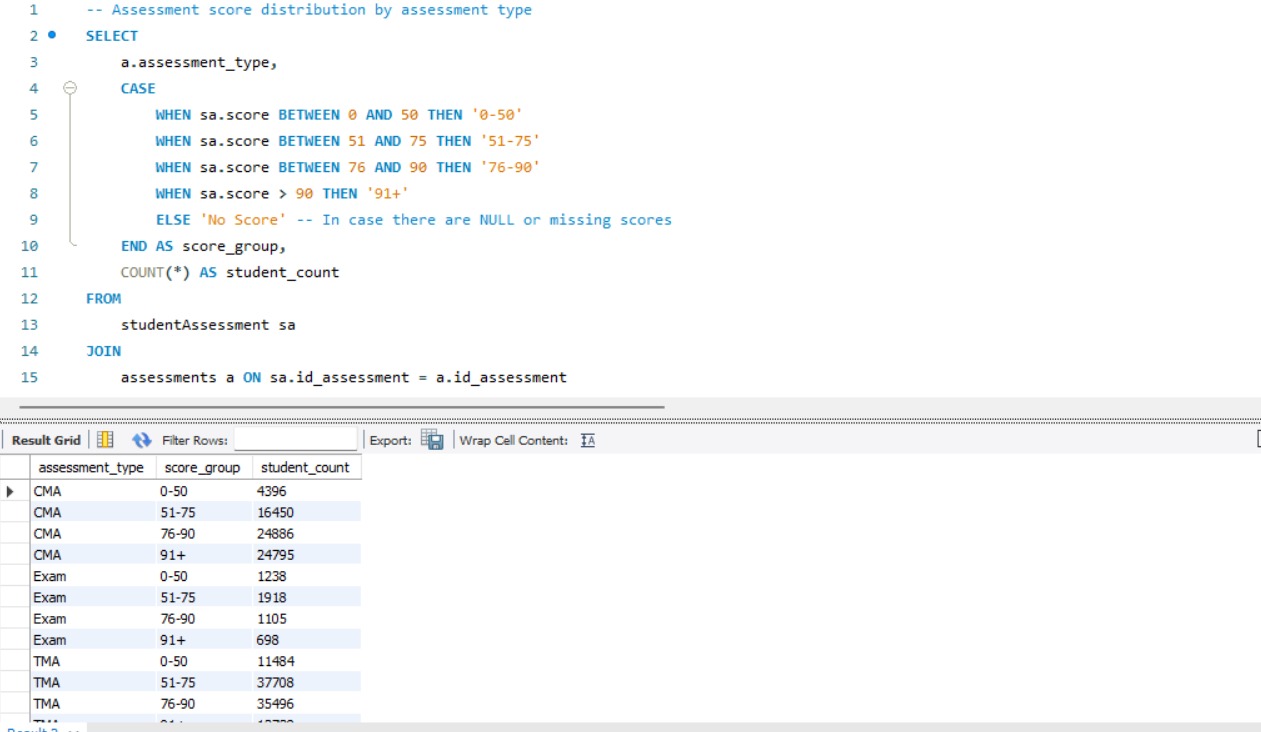 1 -- Assessment score distribution by assessment type
2 SELECT
3 a.assessment_type,
4 CASE
5 WHEN sa.score BETWEEN 0 AND 50 THEN '0-50'
6 WHEN sa.score BETWEEN 51 AND 75 THEN '51-75'
7 WHEN sa.score BETWEEN 76 AND 90 THEN '76-90'
8 WHEN sa.score > 90 THEN '91+'
9 ELSE 'No Score' -- In case there are NULL or missing scores
10 END AS score_group,
11 COUNT(*) AS student_count
12 FROM
13 studentAssessment sa
14 JOIN
15 assessments a ON sa.id_assessment = a.id_assessment
Result Grid Filter Rows: Export: Wrap Cell Content: IA
assessment_type score_group student_count
CMA 0-50 4396
CMA 51-75 16450
CMA 76-90 24886
CMA 91+ 24795
Exam 0-50 1238
Exam 51-75 1918
Exam 76-90 1105
Exam 91+ 698
TMA 0-50 11484
TMA 51-75 37708
TMA 76-90 35496
TMA 91+